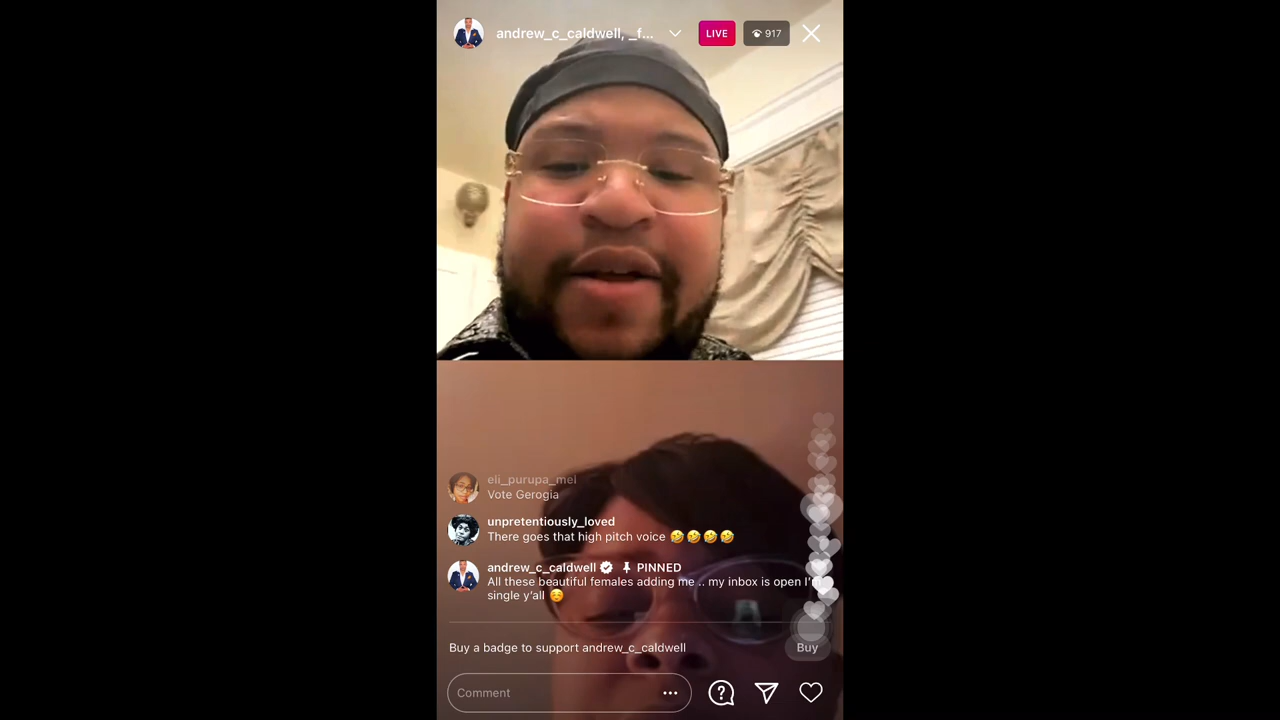 andrew_c_caldwell, _f...
LIVE
917
eli_purupa_mel
Vote Gerogia
unpretentiously_loved
There goes that high pitch voice 🤣🤣🤣🤣
andrew_c_caldwell PINNED
All these beautiful females adding me .. my inbox is open I'm
single y'all ☺️
Buy a badge to support andrew_c_caldwell
Buy
Comment